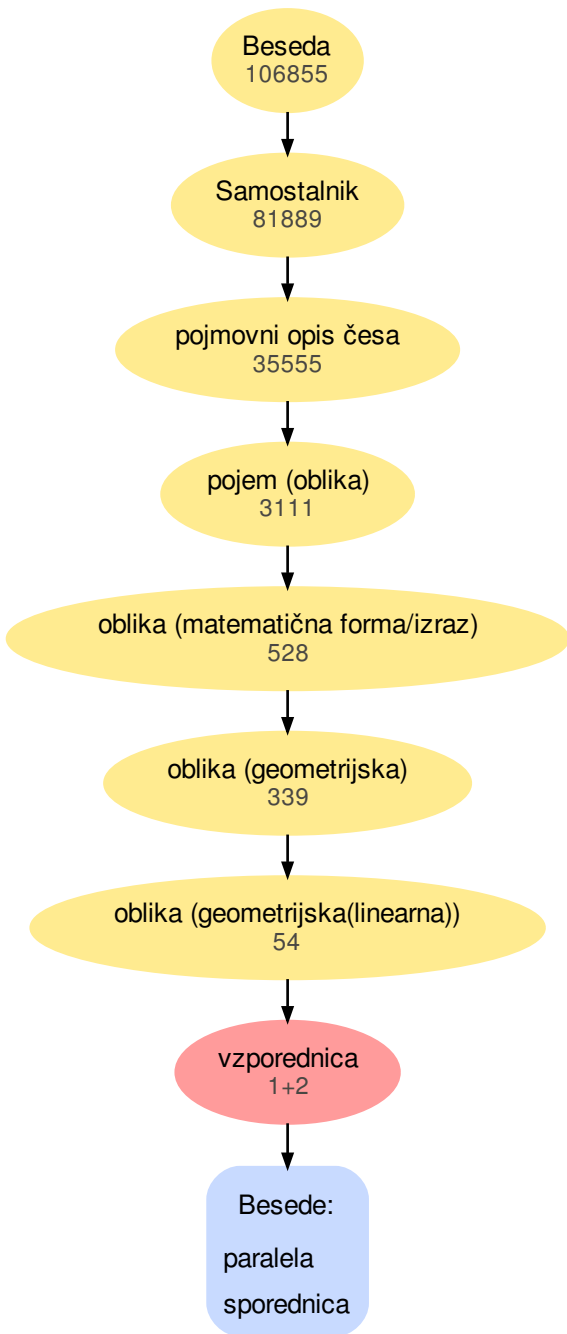 Beseda
106855
Samostalnik
81889
pojmovni opis česa
35555
pojem (oblika)
3111
oblika (matematična forma/izraz)
528
oblika (geometrijska)
339
oblika (geometrijska(linearna))
54
vzporednica
1+2
Besede:
paralela
sporednica